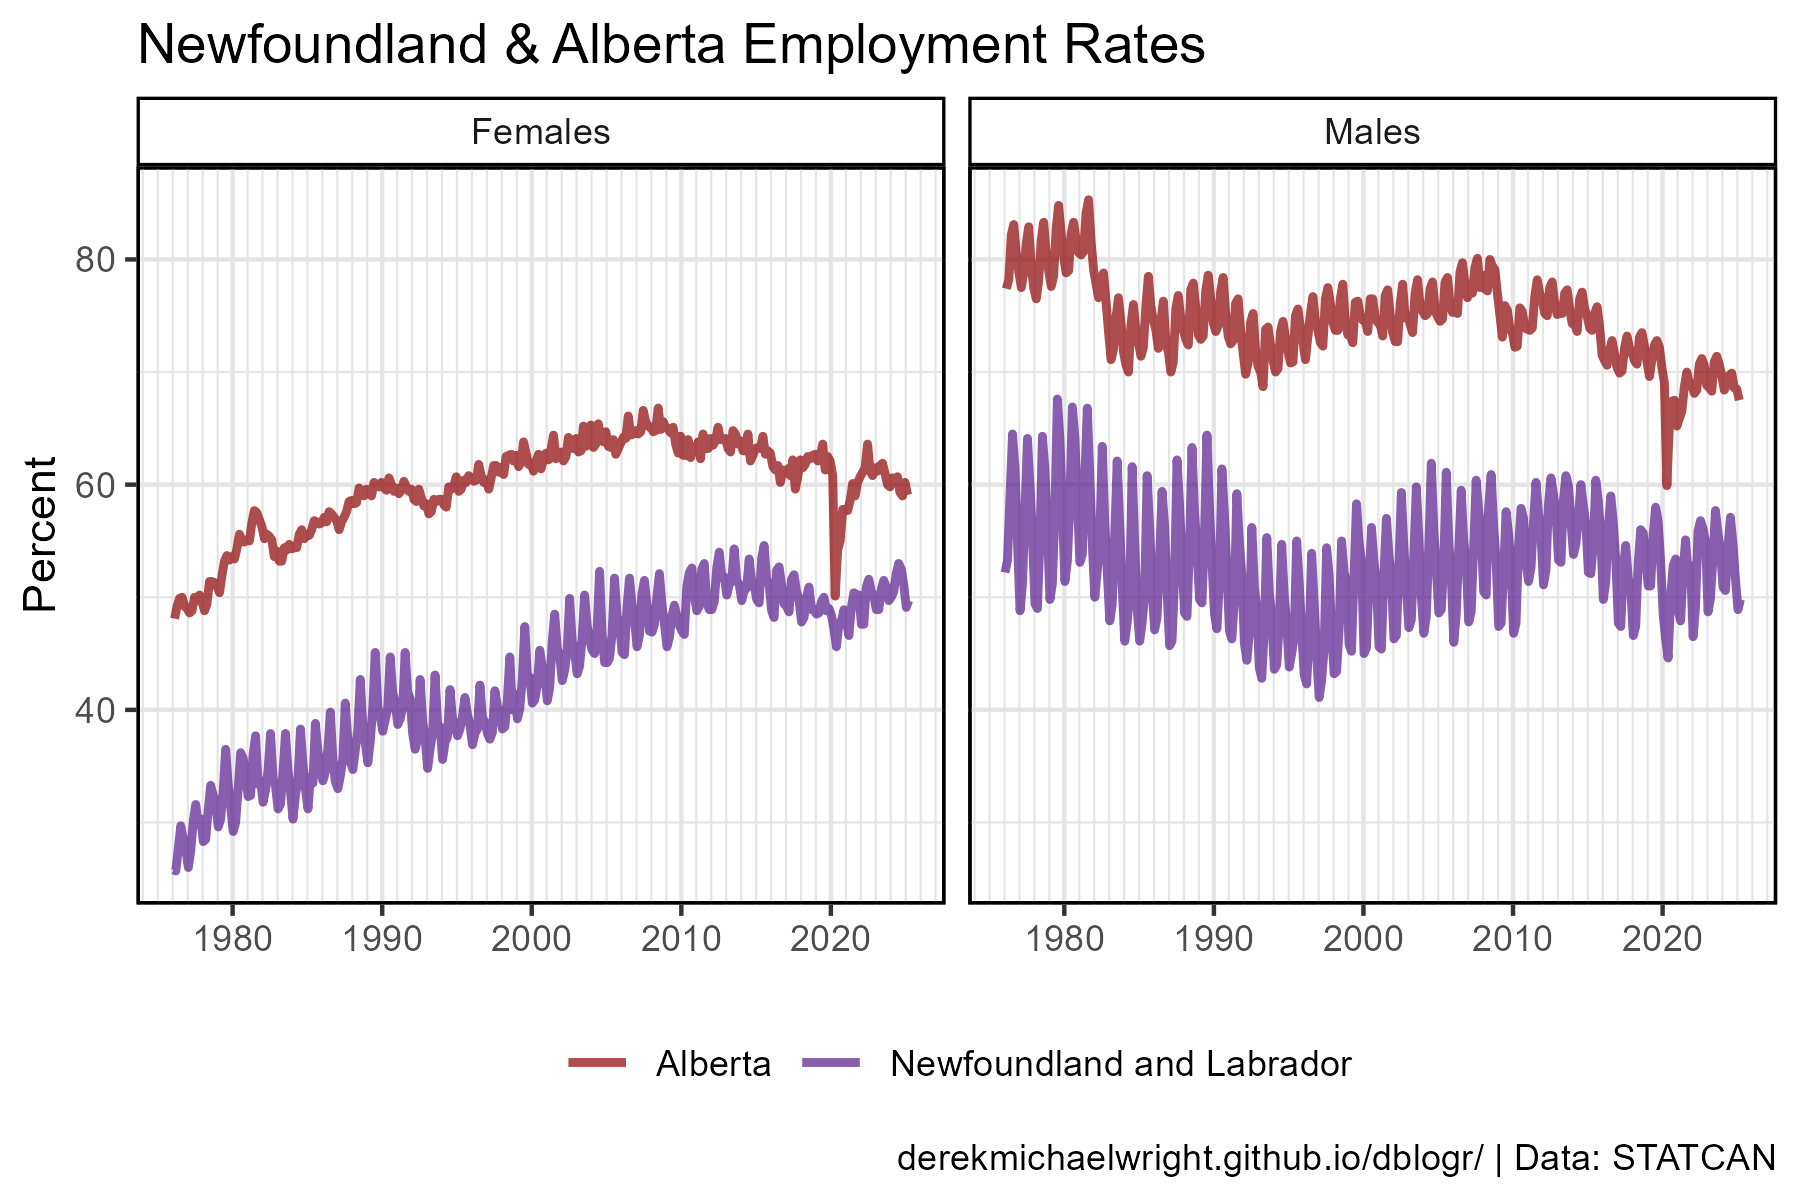 Newfoundland & Alberta Employment Rates
Females
Males
Percent
80
60
40
1980 1990 2000 2010 2020
1980 1990 2000 2010 2020
Alberta
Newfoundland and Labrador
derekmichaelwright.github.io/dblogr/ | Data: STATCAN